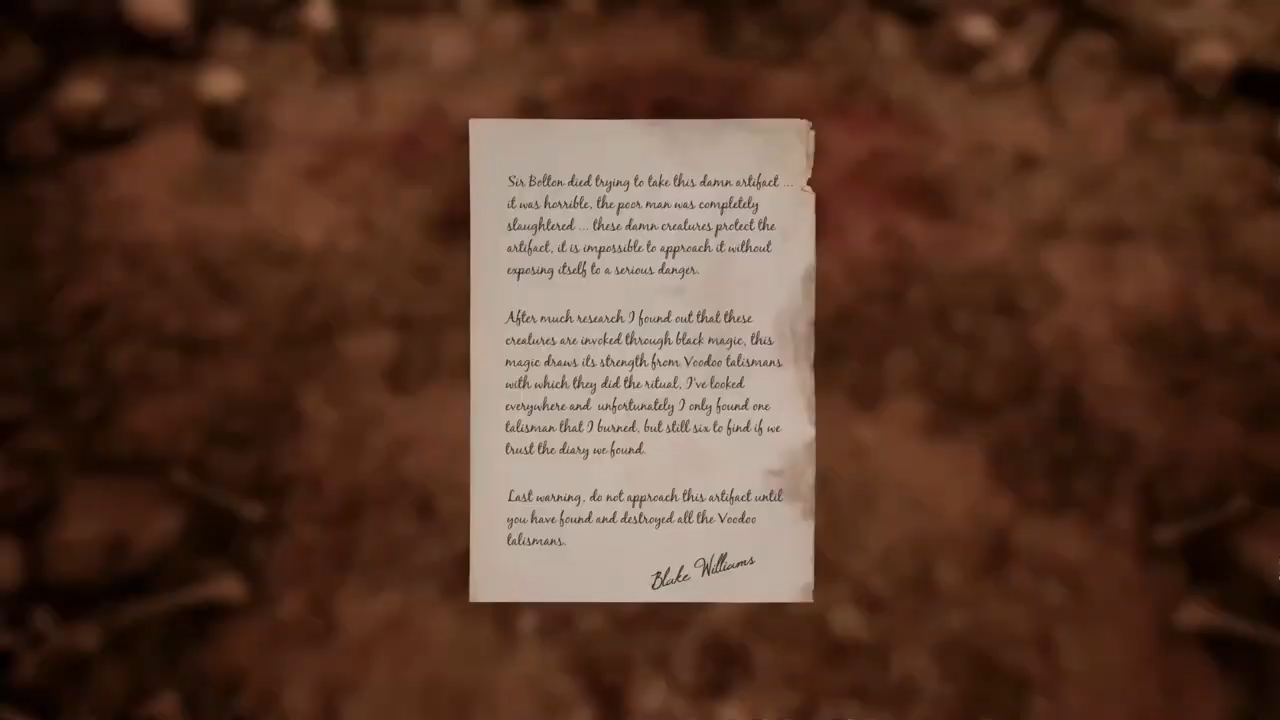 Sir Bolton died trying to take this damn artifact ...
it was horrible, the poor man was completely
slaughtered ... these damn creatures protect the
artifact, it is impossible to approach it without
exposing itself to a serious danger.
After much research I found out that these
creatures are invoked through black magic, this
magic draws its strength from Voodoo talismans
with which they did the ritual, I've looked
everywhere and unfortunately I only found one
talisman that I burned, but still six to find if we
trust the diary we found.
Last warning, do not approach this artifact until
you have found and destroyed all the Voodoo
talismans.
Blake Williams